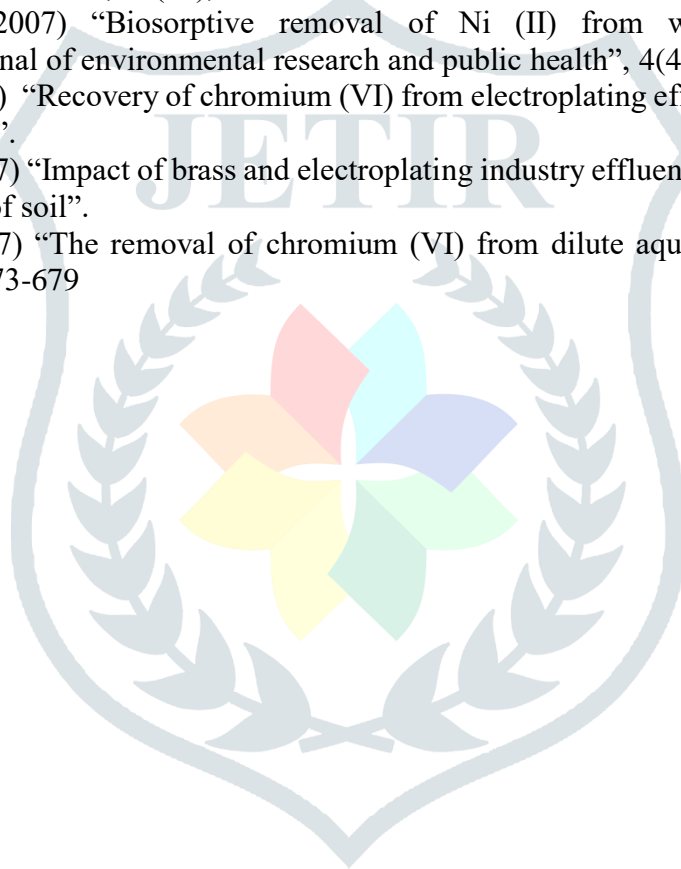 2007) “Biosorptive removal of Ni (II) from w
nal of environmental research and public health”, 4(4
) “Recovery of chromium (VI) from electroplating eff
”.
7) “Impact of brass and electroplating industry effluen
of soil”.
7) “The removal of chromium (VI) from dilute aqu
73-679
JETIR